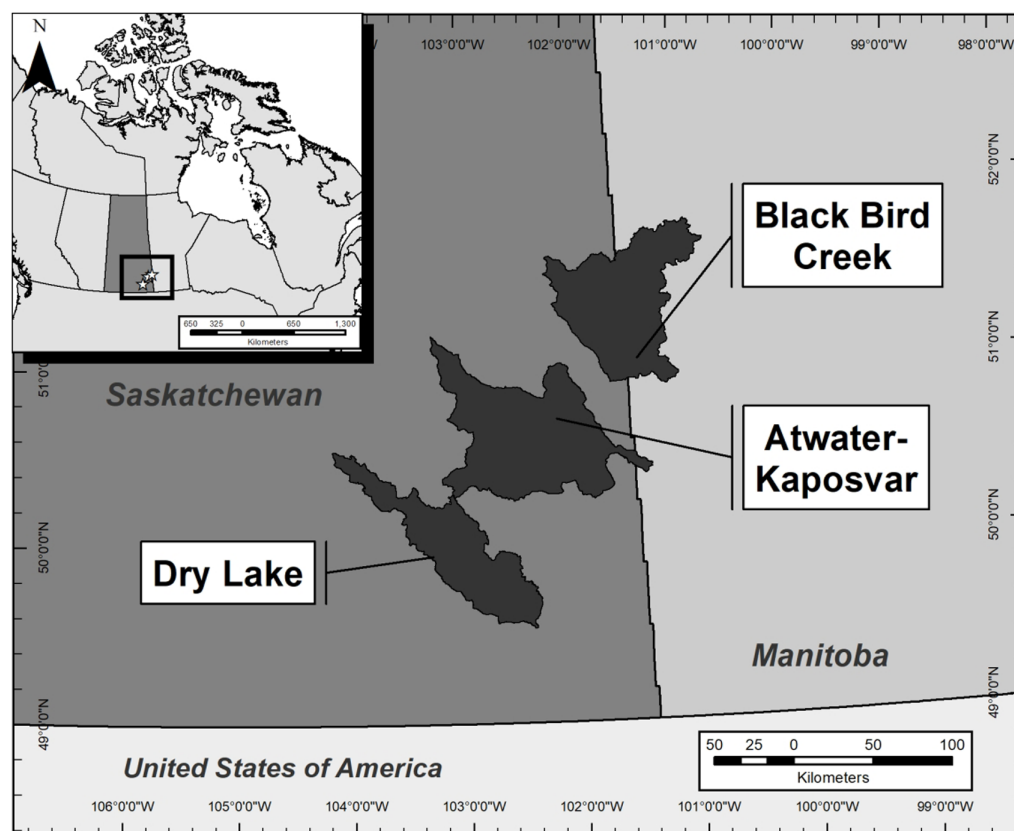 103°0'0"W
102°0'0"W
101°0'0"W
100°0'0"W
99°0'0"W
98°0'0"W
N
650 325 0 650 1,300
Kilometers
52°0'0"N
Black Bird
Creek
51°0'0"N
Saskatchewan
Atwater-
Kaposvar
50°0'0"N
50°0'0"N
Dry Lake
Manitoba
49°0'0"N
49°0'0"N
50 25 0 50 100
Kilometers
United States of America
106°0'0"W
105°0'0"W
104°0'0"W
103°0'0"W
102°0'0"W
101°0'0"W
100°0'0"W
99°0'0"W